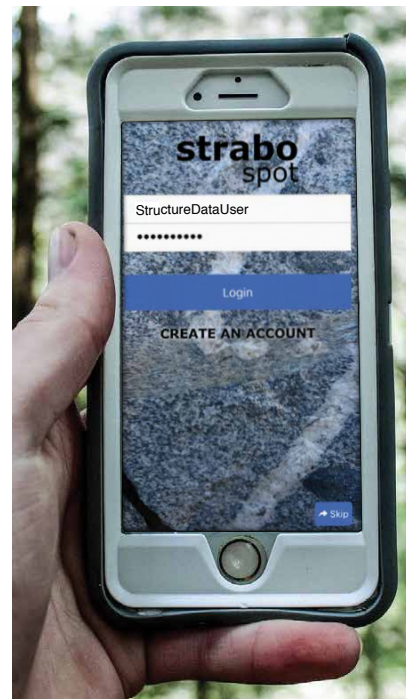 strabo
spot
StructureDataUser
••••••••••
Login
CREATE AN ACCOUNT
Skip